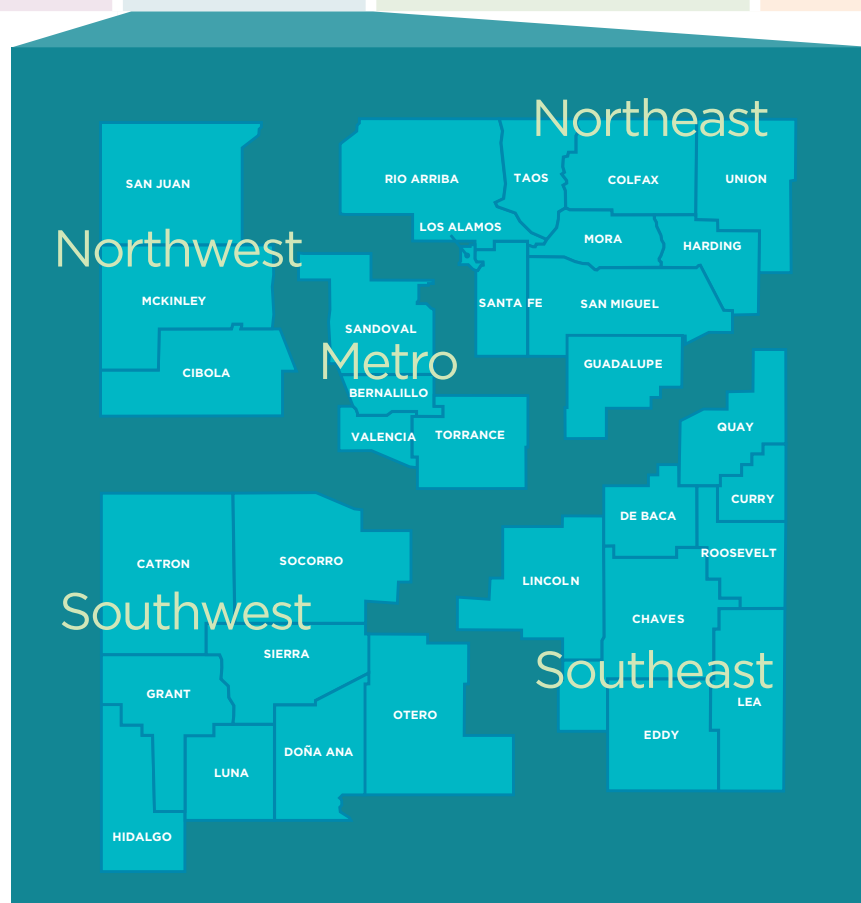 Northeast
SAN JUAN
RIO ARRIBA
TAOS
COLFAX
UNION
LOS ALAMOS
MORA
HARDING
Northwest
MCKINLEY
SANTA FE
SAN MIGUEL
SANDOVAL
Metro
CIBOLA
GUADALUPE
BERNALILLO
VALENCIA
TORRANCE
QUAY
CURRY
DE BACA
ROOSEVELT
CATRON
SOCORRO
LINCOLN
Southwest
CHAVES
SIERRA
Southeast
GRANT
LEA
OTERO
EDDY
DOÑA ANA
LUNA
HIDALGO